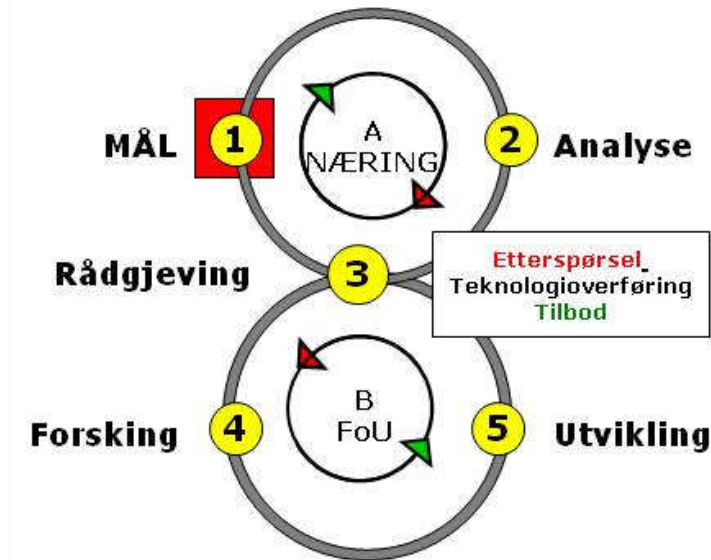 A
NÆRING
MÅL
1
2
Analyse
Rådgjeving
3
Etterspørsel
Teknologioverføring
Tilbod
B
FoU
Forsking
4
5
Utvikling